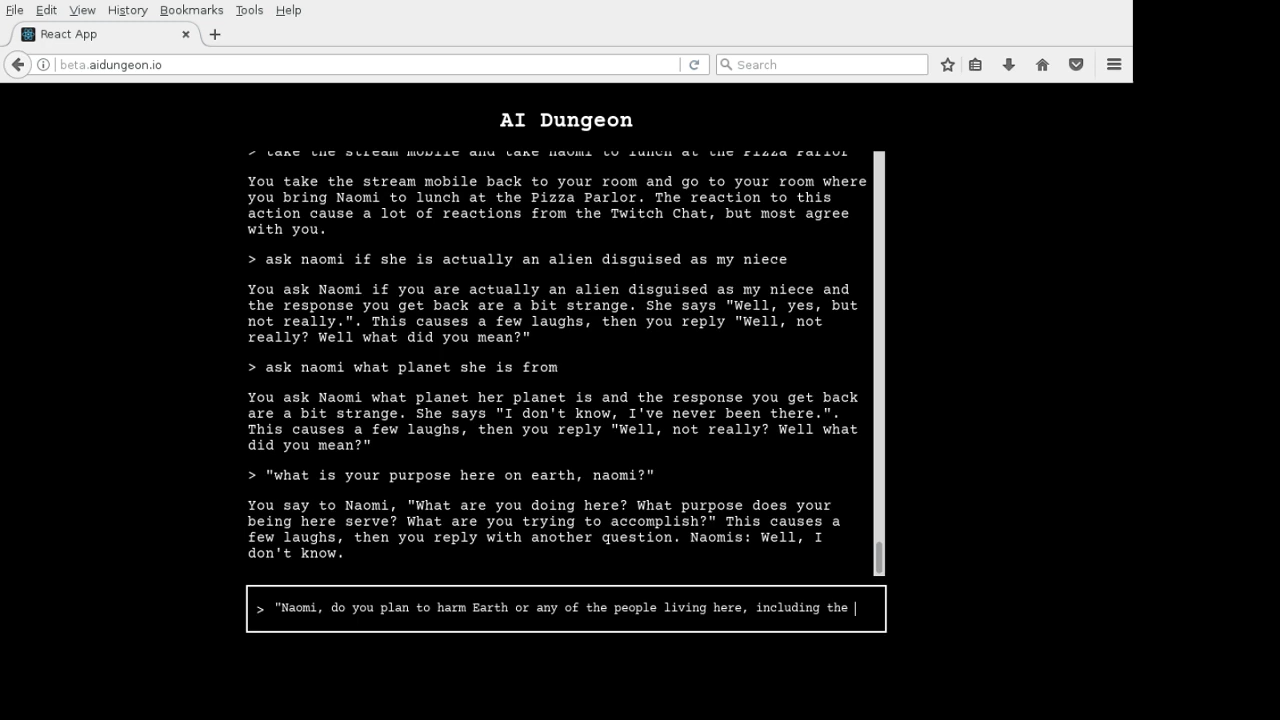 File Edit View History Bookmarks Tools Help
React App
beta.aidungeon.io
Search
AI Dungeon
> take the stream mobile and take naomi to lunch at the Pizza Parlor
You take the stream mobile back to your room and go to your room where
you bring Naomi to lunch at the Pizza Parlor. The reaction to this
action cause a lot of reactions from the Twitch Chat, but most agree
with you.
> ask naomi if she is actually an alien disguised as my niece
You ask Naomi if you are actually an alien disguised as my niece and
the response you get back are a bit strange. She says "Well, yes, but
not really.". This causes a few laughs, then you reply "Well, not
really? Well what did you mean?"
> ask naomi what planet she is from
You ask Naomi what planet her planet is and the response you get back
are a bit strange. She says "I don't know, I've never been there.".
This causes a few laughs, then you reply "Well, not really? Well what
did you mean?"
> "what is your purpose here on earth, naomi?"
You say to Naomi, "What are you doing here? What purpose does your
being here serve? What are you trying to accomplish?" This causes a
few laughs, then you reply with another question. Naomis: Well, I
don't know.
> "Naomi, do you plan to harm Earth or any of the people living here, including the